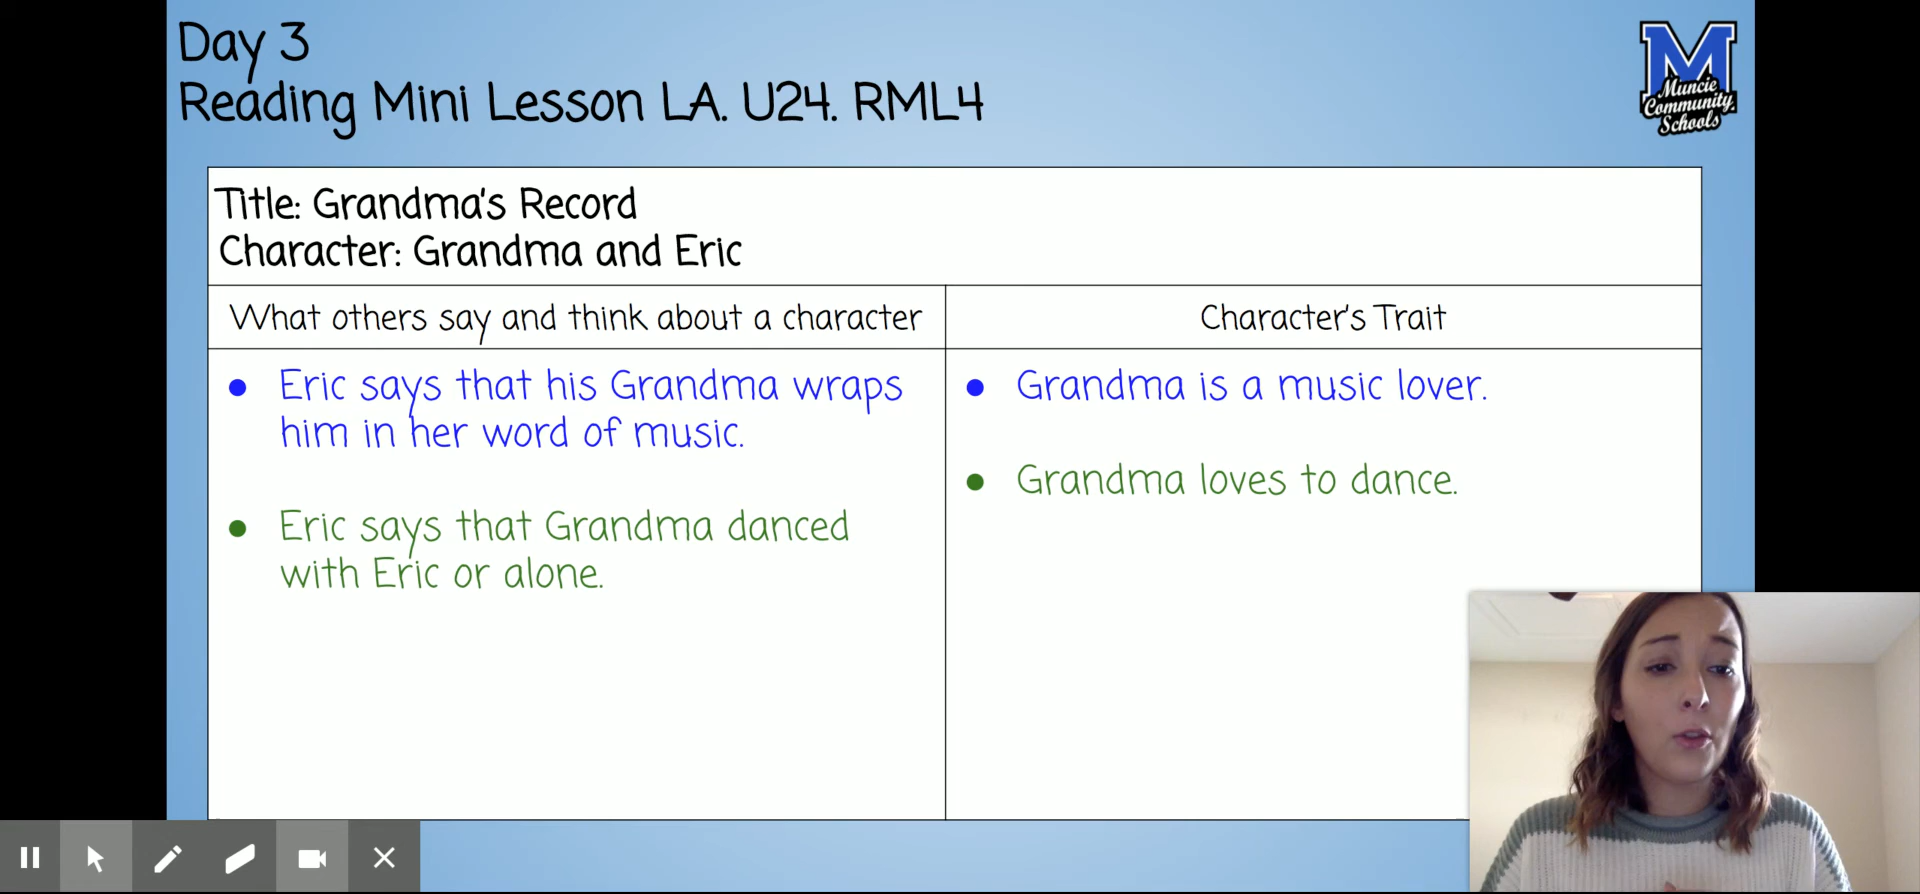 Day 3
Reading Mini Lesson LA. U24. RML4
M
Muncie
Community
Schools
Title: Grandma's Record
Character: Grandma and Eric
What others say and think about a character
Character's Trait
Eric says that his Grandma wraps
him in her word of music.
Eric says that Grandma danced
with Eric or alone.
Grandma is a music lover.
Grandma loves to dance.